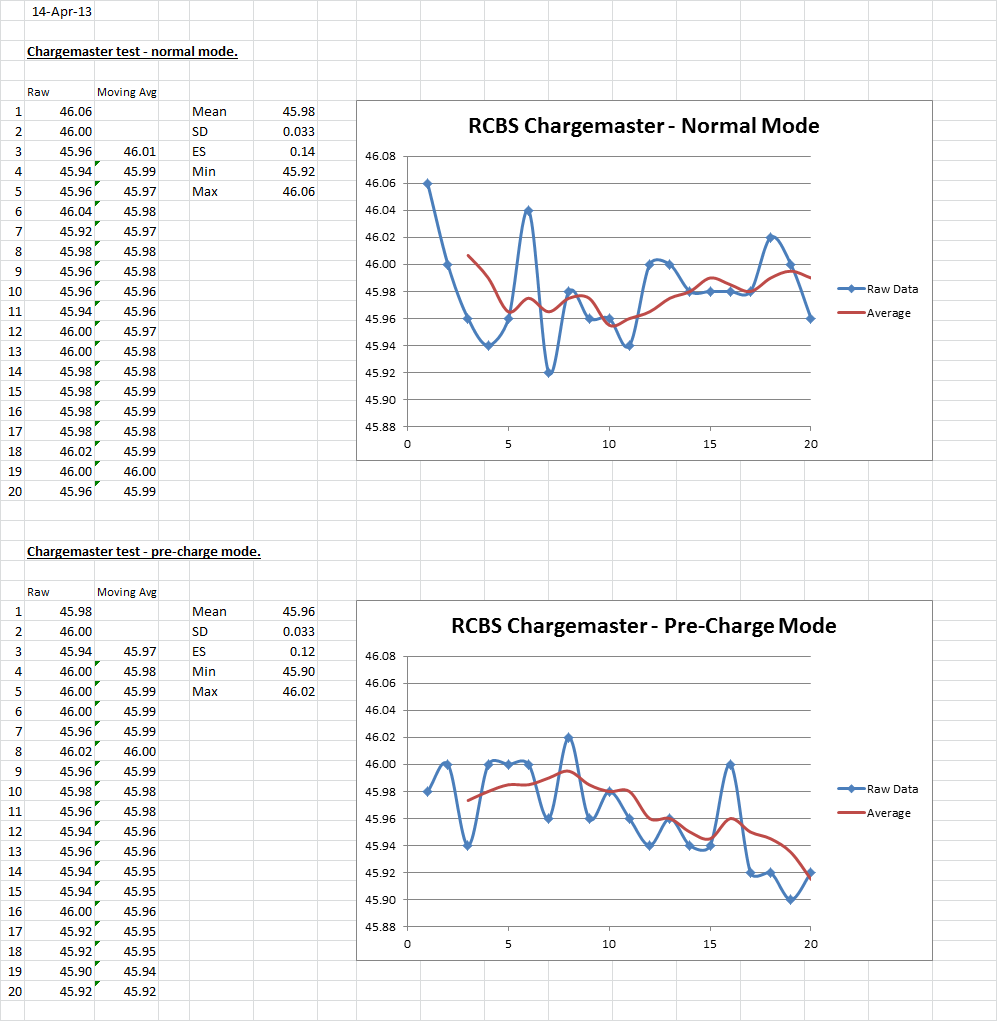 14-Apr-13
Chargemaster test - normal mode.
Raw Moving Avg
1 46.06 Mean 45.98
2 46.00 SD 0.033
3 45.96 46.01 ES 0.14
4 45.94 45.99 Min 45.92
5 45.96 45.97 Max 46.06
6 46.04 45.98
7 45.92 45.97
8 45.98 45.98
9 45.96 45.98
10 45.96 45.96
11 45.94 45.96
12 46.00 45.97
13 46.00 45.98
14 45.98 45.98
15 45.98 45.99
16 45.98 45.99
17 45.98 45.98
18 46.02 45.99
19 46.00 46.00
20 45.96 45.99
RCBS Chargemaster - Normal Mode
46.08
46.06
46.04
46.02
46.00
45.98
45.96
45.94
45.92
45.90
45.88
0 5 10 15 20
Raw Data
Average
Chargemaster test - pre-charge mode.
Raw Moving Avg
1 45.98 Mean 45.96
2 46.00 SD 0.033
3 45.94 45.97 ES 0.12
4 46.00 45.98 Min 45.90
5 46.00 45.99 Max 46.02
6 46.00 45.99
7 45.96 45.99
8 46.02 46.00
9 45.96 45.99
10 45.98 45.98
11 45.96 45.98
12 45.94 45.96
13 45.96 45.96
14 45.94 45.95
15 45.94 45.95
16 46.00 45.96
17 45.92 45.95
18 45.92 45.95
19 45.90 45.94
20 45.92 45.92
RCBS Chargemaster - Pre-Charge Mode
46.08
46.06
46.04
46.02
46.00
45.98
45.96
45.94
45.92
45.90
45.88
0 5 10 15 20
Raw Data
Average